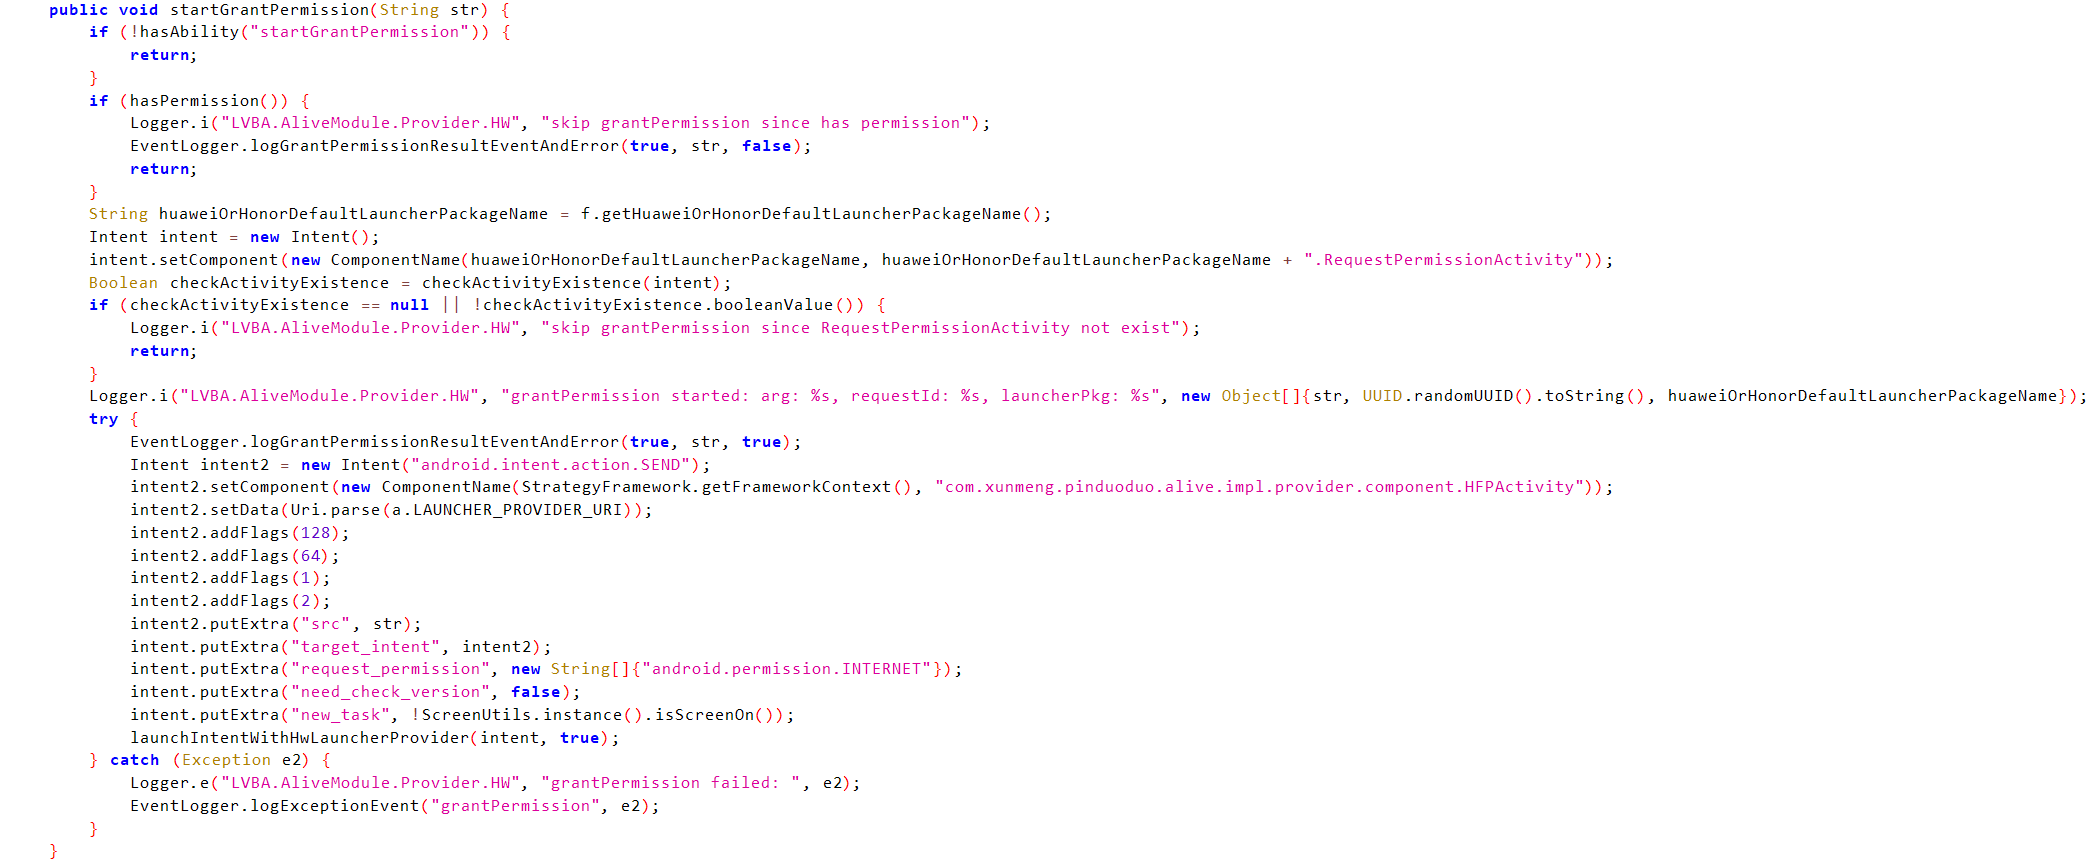 public void startGrantPermission(String str) {
if (!hasAbility("startGrantPermission")) {
return;
}
if (hasPermission()) {
Logger.i("LVBA.AliveModule.Provider.HW", "skip grantPermission since has permission");
EventLogger.logGrantPermissionResultEventAndError(true, str, false);
return;
}
String huaweiOrHonorDefaultLauncherPackageName = f.getHuaweiOrHonorDefaultLauncherPackageName();
Intent intent = new Intent();
intent.setComponent(new ComponentName(huaweiOrHonorDefaultLauncherPackageName, huaweiOrHonorDefaultLauncherPackageName + ".RequestPermissionActivity"));
Boolean checkActivityExistence = checkActivityExistence(intent);
if (checkActivityExistence == null || !checkActivityExistence.booleanValue()) {
Logger.i("LVBA.AliveModule.Provider.HW", "skip grantPermission since RequestPermissionActivity not exist");
return;
}
Logger.i("LVBA.AliveModule.Provider.HW", "grantPermission started: arg: %s, requestId: %s, launcherPkg: %s", new Object[]{str, UUID.randomUUID().toString(), huaweiOrHonorDefaultLauncherPackageName});
try {
EventLogger.logGrantPermissionResultEventAndError(true, str, true);
Intent intent2 = new Intent("android.intent.action.SEND");
intent2.setComponent(new ComponentName(StrategyFramework.getFrameworkContext(), "com.xunmeng.pinduoduo.alive.impl.provider.component.HFPActivity"));
intent2.setData(Uri.parse(a.LAUNCHER_PROVIDER_URI));
intent2.addFlags(128);
intent2.addFlags(64);
intent2.addFlags(1);
intent2.addFlags(2);
intent2.putExtra("src", str);
intent.putExtra("target_intent", intent2);
intent.putExtra("request_permission", new String[]{"android.permission.INTERNET"});
intent.putExtra("need_check_version", false);
intent.putExtra("new_task", !ScreenUtils.instance().isScreenOn());
launchIntentWithHwLauncherProvider(intent, true);
} catch (Exception e2) {
Logger.e("LVBA.AliveModule.Provider.HW", "grantPermission failed: ", e2);
EventLogger.logExceptionEvent("grantPermission", e2);
}
}